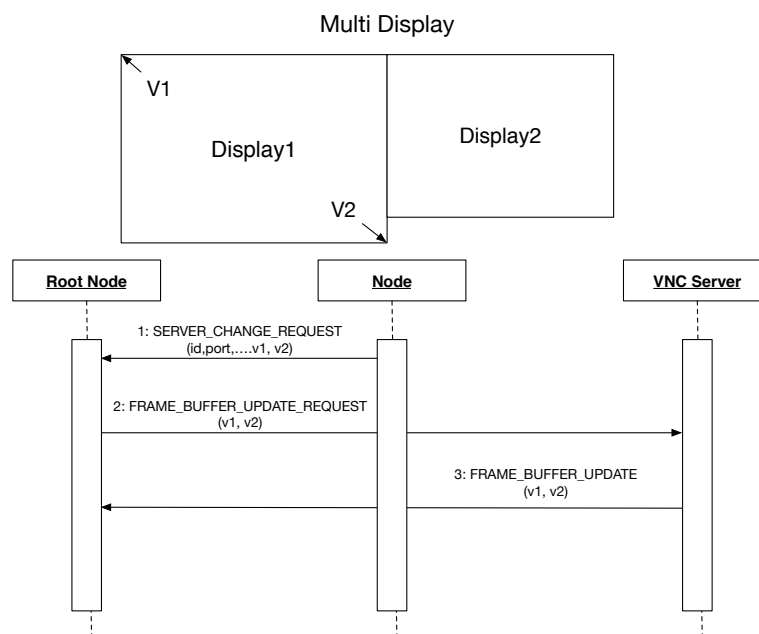 Multi Display
V1
Display1
Display2
V2
Root Node
Node
VNC Server
1: SERVER_CHANGE_REQUEST
(id,port,....v1, v2)
2: FRAME_BUFFER_UPDATE_REQUEST
(v1, v2)
3: FRAME_BUFFER_UPDATE
(v1, v2)